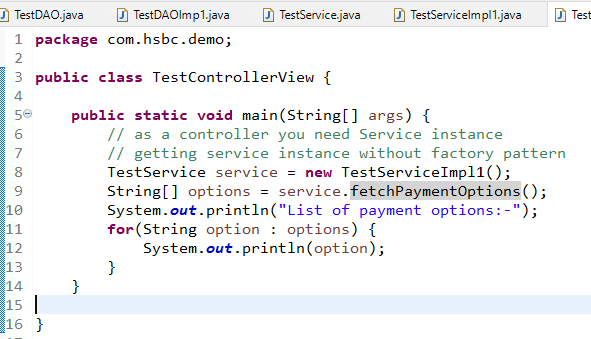 TestDAO.java TestDAOImp1.java TestService.java TestServiceImpl1.java Tes
1 package com.hsbc.demo;
2
3 public class TestControllerView {
4
5 public static void main(String[] args) {
6 // as a controller you need Service instance
7 // getting service instance without factory pattern
8 TestService service = new TestServiceImpl1();
9 String[] options = service.fetchPaymentOptions();
10 System.out.println("List of payment options:-");
11 for(String option : options) {
12 System.out.println(option);
13 }
14 }
15
16 }